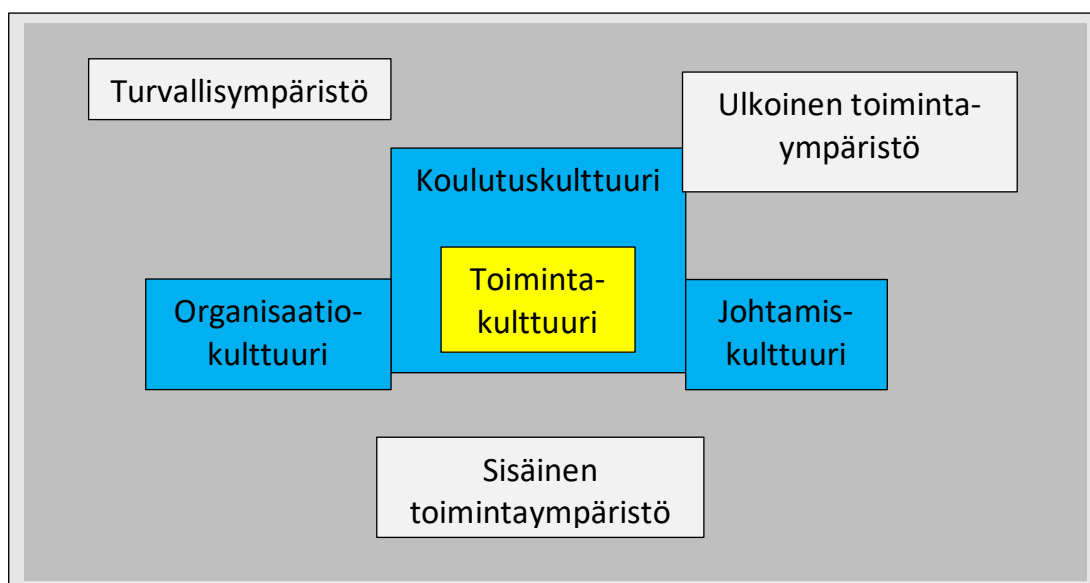 Turvallisympäristö
Ulkoinen toiminta-
ympäristö
Koulutuskulttuuri
Toiminta-
kulttuuri
Organisaatio-
kulttuuri
Johtamis-
kulttuuri
Sisäinen
toimintaympäristö